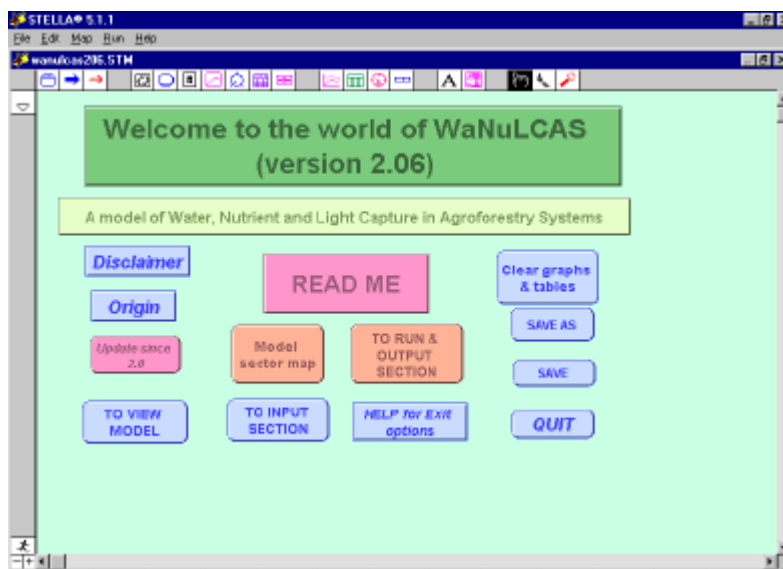 STELLA® 5.1.1
File Edit Map Run Help
wanulcas206.STM
A
Welcome to the world of WaNuLCAS
(version 2.06)
A model of Water, Nutrient and Light Capture in Agroforestry Systems
Disclaimer
READ ME
Clear graphs
& tables
Origin
SAVE AS
Update since
2.0
Model
sector map
TO RUN &
OUTPUT
SECTION
SAVE
TO VIEW
MODEL
TO INPUT
SECTION
HELP for Exit
options
QUIT